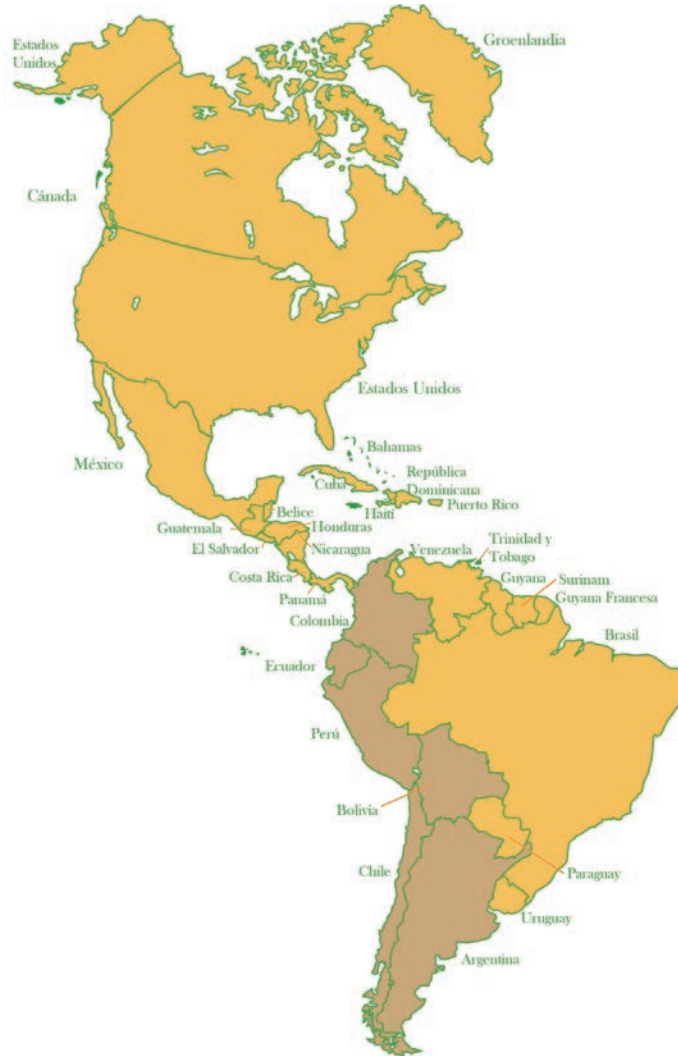 Estados
Unidos
Groenlandia
Cánada
Estados Unidos
México
Bahamas
Cuba
República
Dominicana
Haití
Puerto Rico
Belice
Guatemala
Honduras
El Salvador
Nicaragua
Costa Rica
Panamá
Venezuela
Trinidad y
Tobago
Guyana
Surinam
Guyana Francesa
Colombia
Brasil
Ecuador
Perú
Bolivia
Chile
Paraguay
Uruguay
Argentina